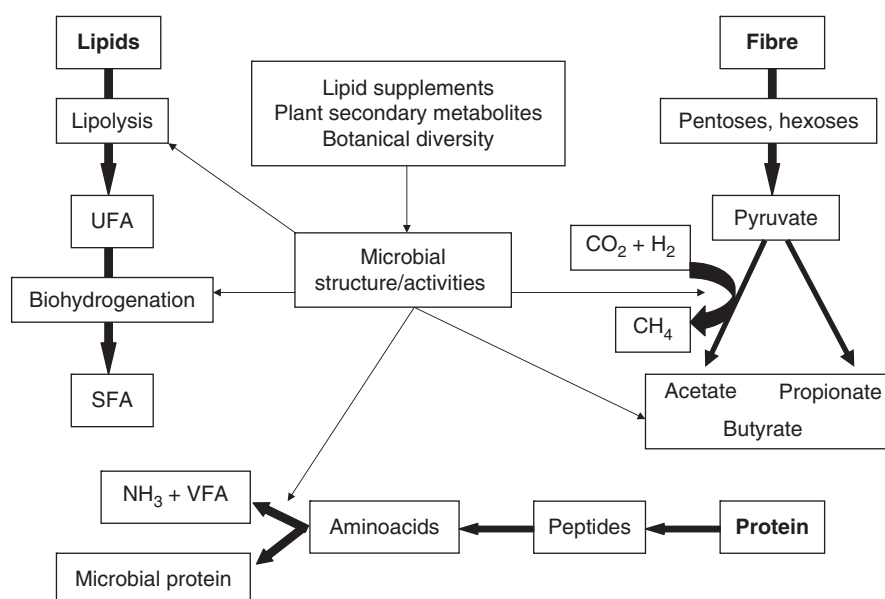 Lipids
Fibre
Lipid supplements
Plant secondary metabolites
Botanical diversity
Lipolysis
Pentoses, hexoses
UFA
Pyruvate
CO₂ + H₂
Microbial
structure/activities
Biohydrogenation
CH₄
SFA
Acetate Propionate
Butyrate
NH₃ + VFA
Aminoacids
Peptides
Protein
Microbial protein